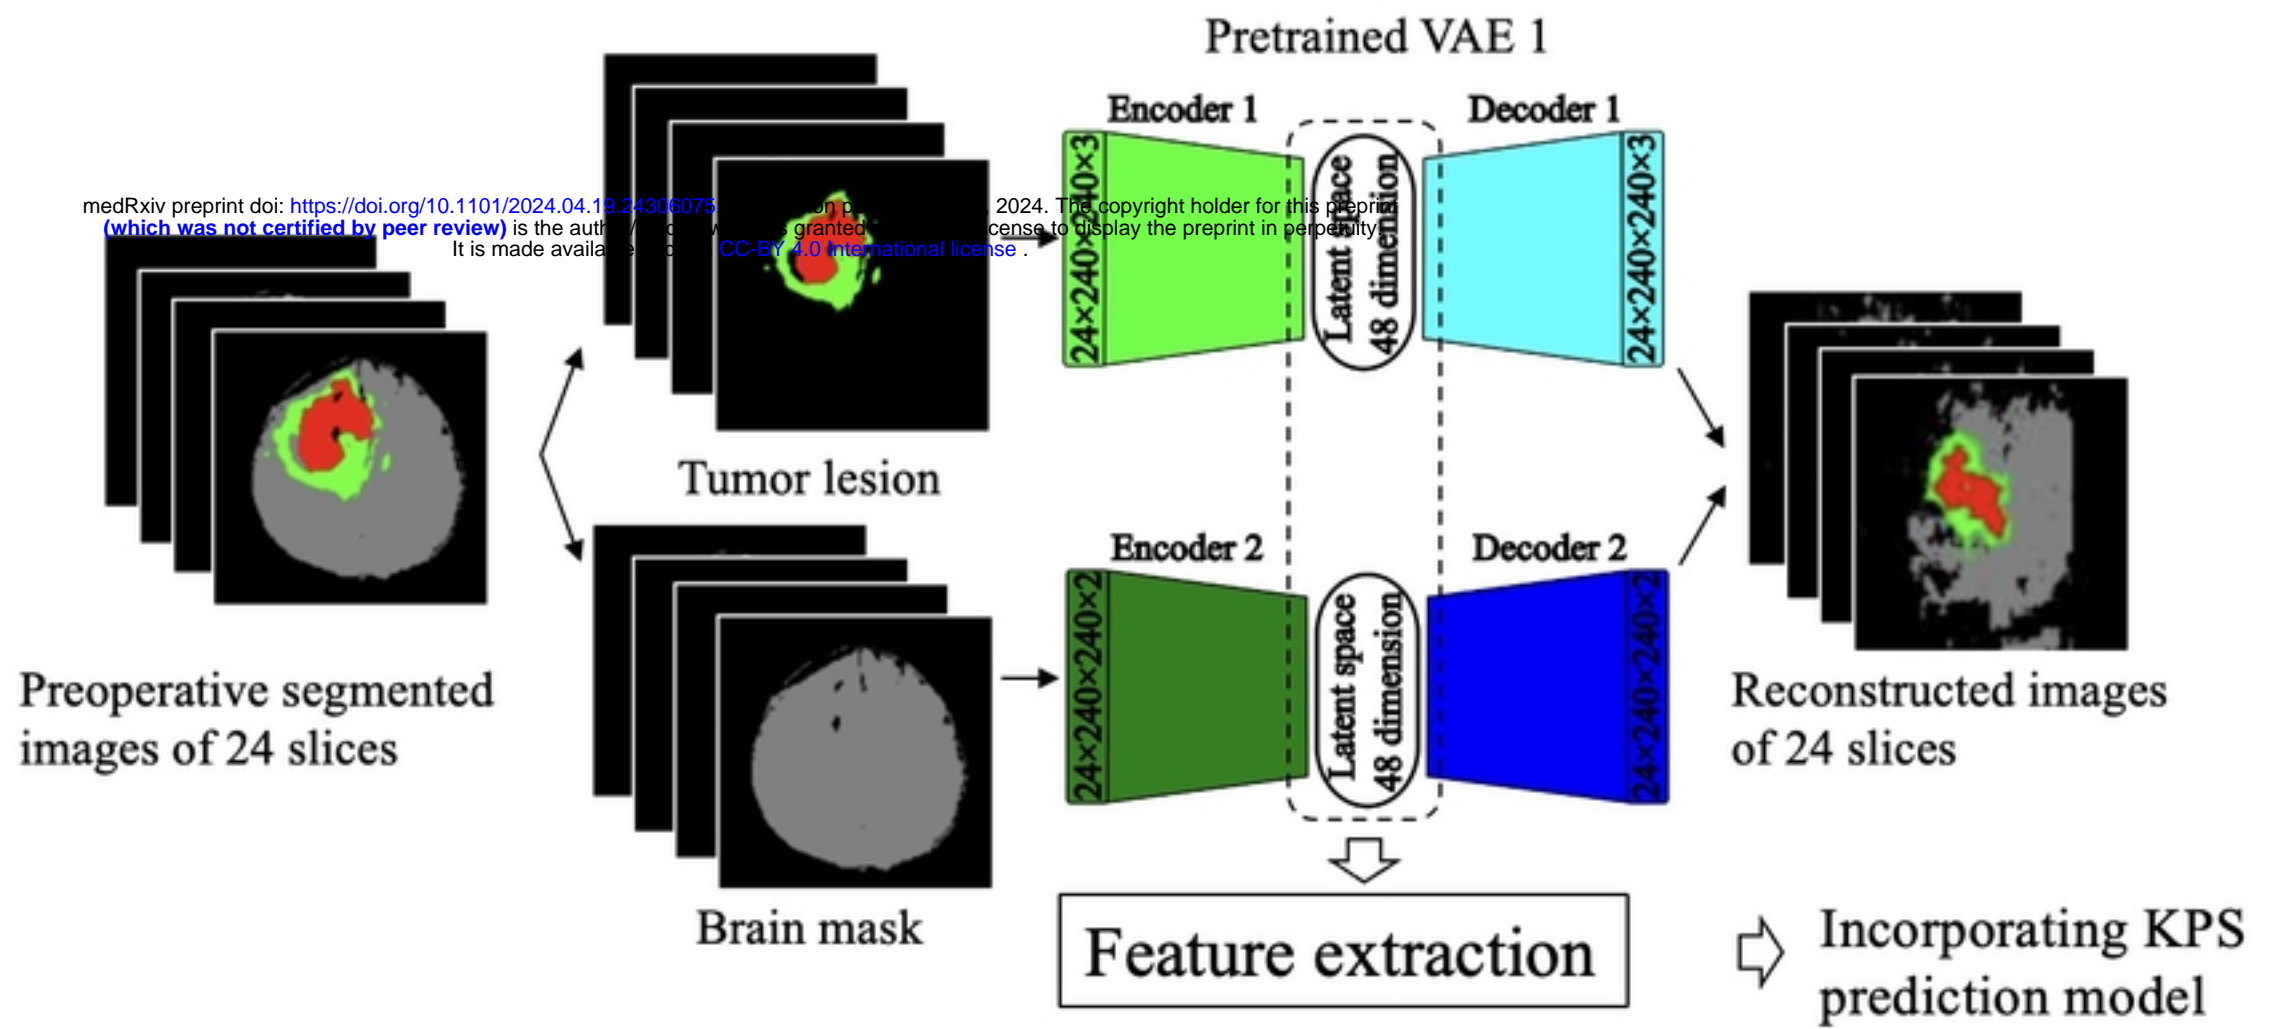 Pretrained VAE 1
Encoder 1
Decoder 1
24×240×240×3
Latent space
48 dimension
24×240×240×3
medRxiv preprint doi: https://doi.org/10.1101/2024.04.19.24306075 2024. The copyright holder for this preprint
(which was not certified by peer review) is the granted to display the preprint in perpetuity.
It is made CC-BY 4.0 International license .
Tumor lesion
Encoder 2
Decoder 2
24×240×240×2
Latent space
48 dimension
24×240×240×2
Preoperative segmented
images of 24 slices
Reconstructed images
of 24 slices
Brain mask
Feature extraction
Incorporating KPS
prediction model